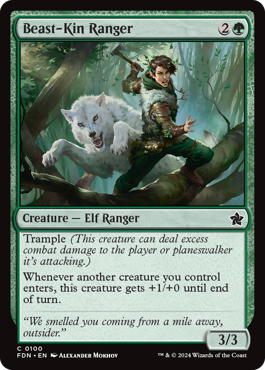 Beast-Kin Ranger 2
Creature — Elf Ranger
Trample (This creature can deal excess
combat damage to the player or planeswalker
it's attacking.)
Whenever another creature you control
enters, this creature gets +1/+0 until end
of turn.
"We smelled you coming from a mile away,
outsider."
3/3
C 0100
FDN • EN Alexander Mokhov
™ & © 2024 Wizards of the Coast